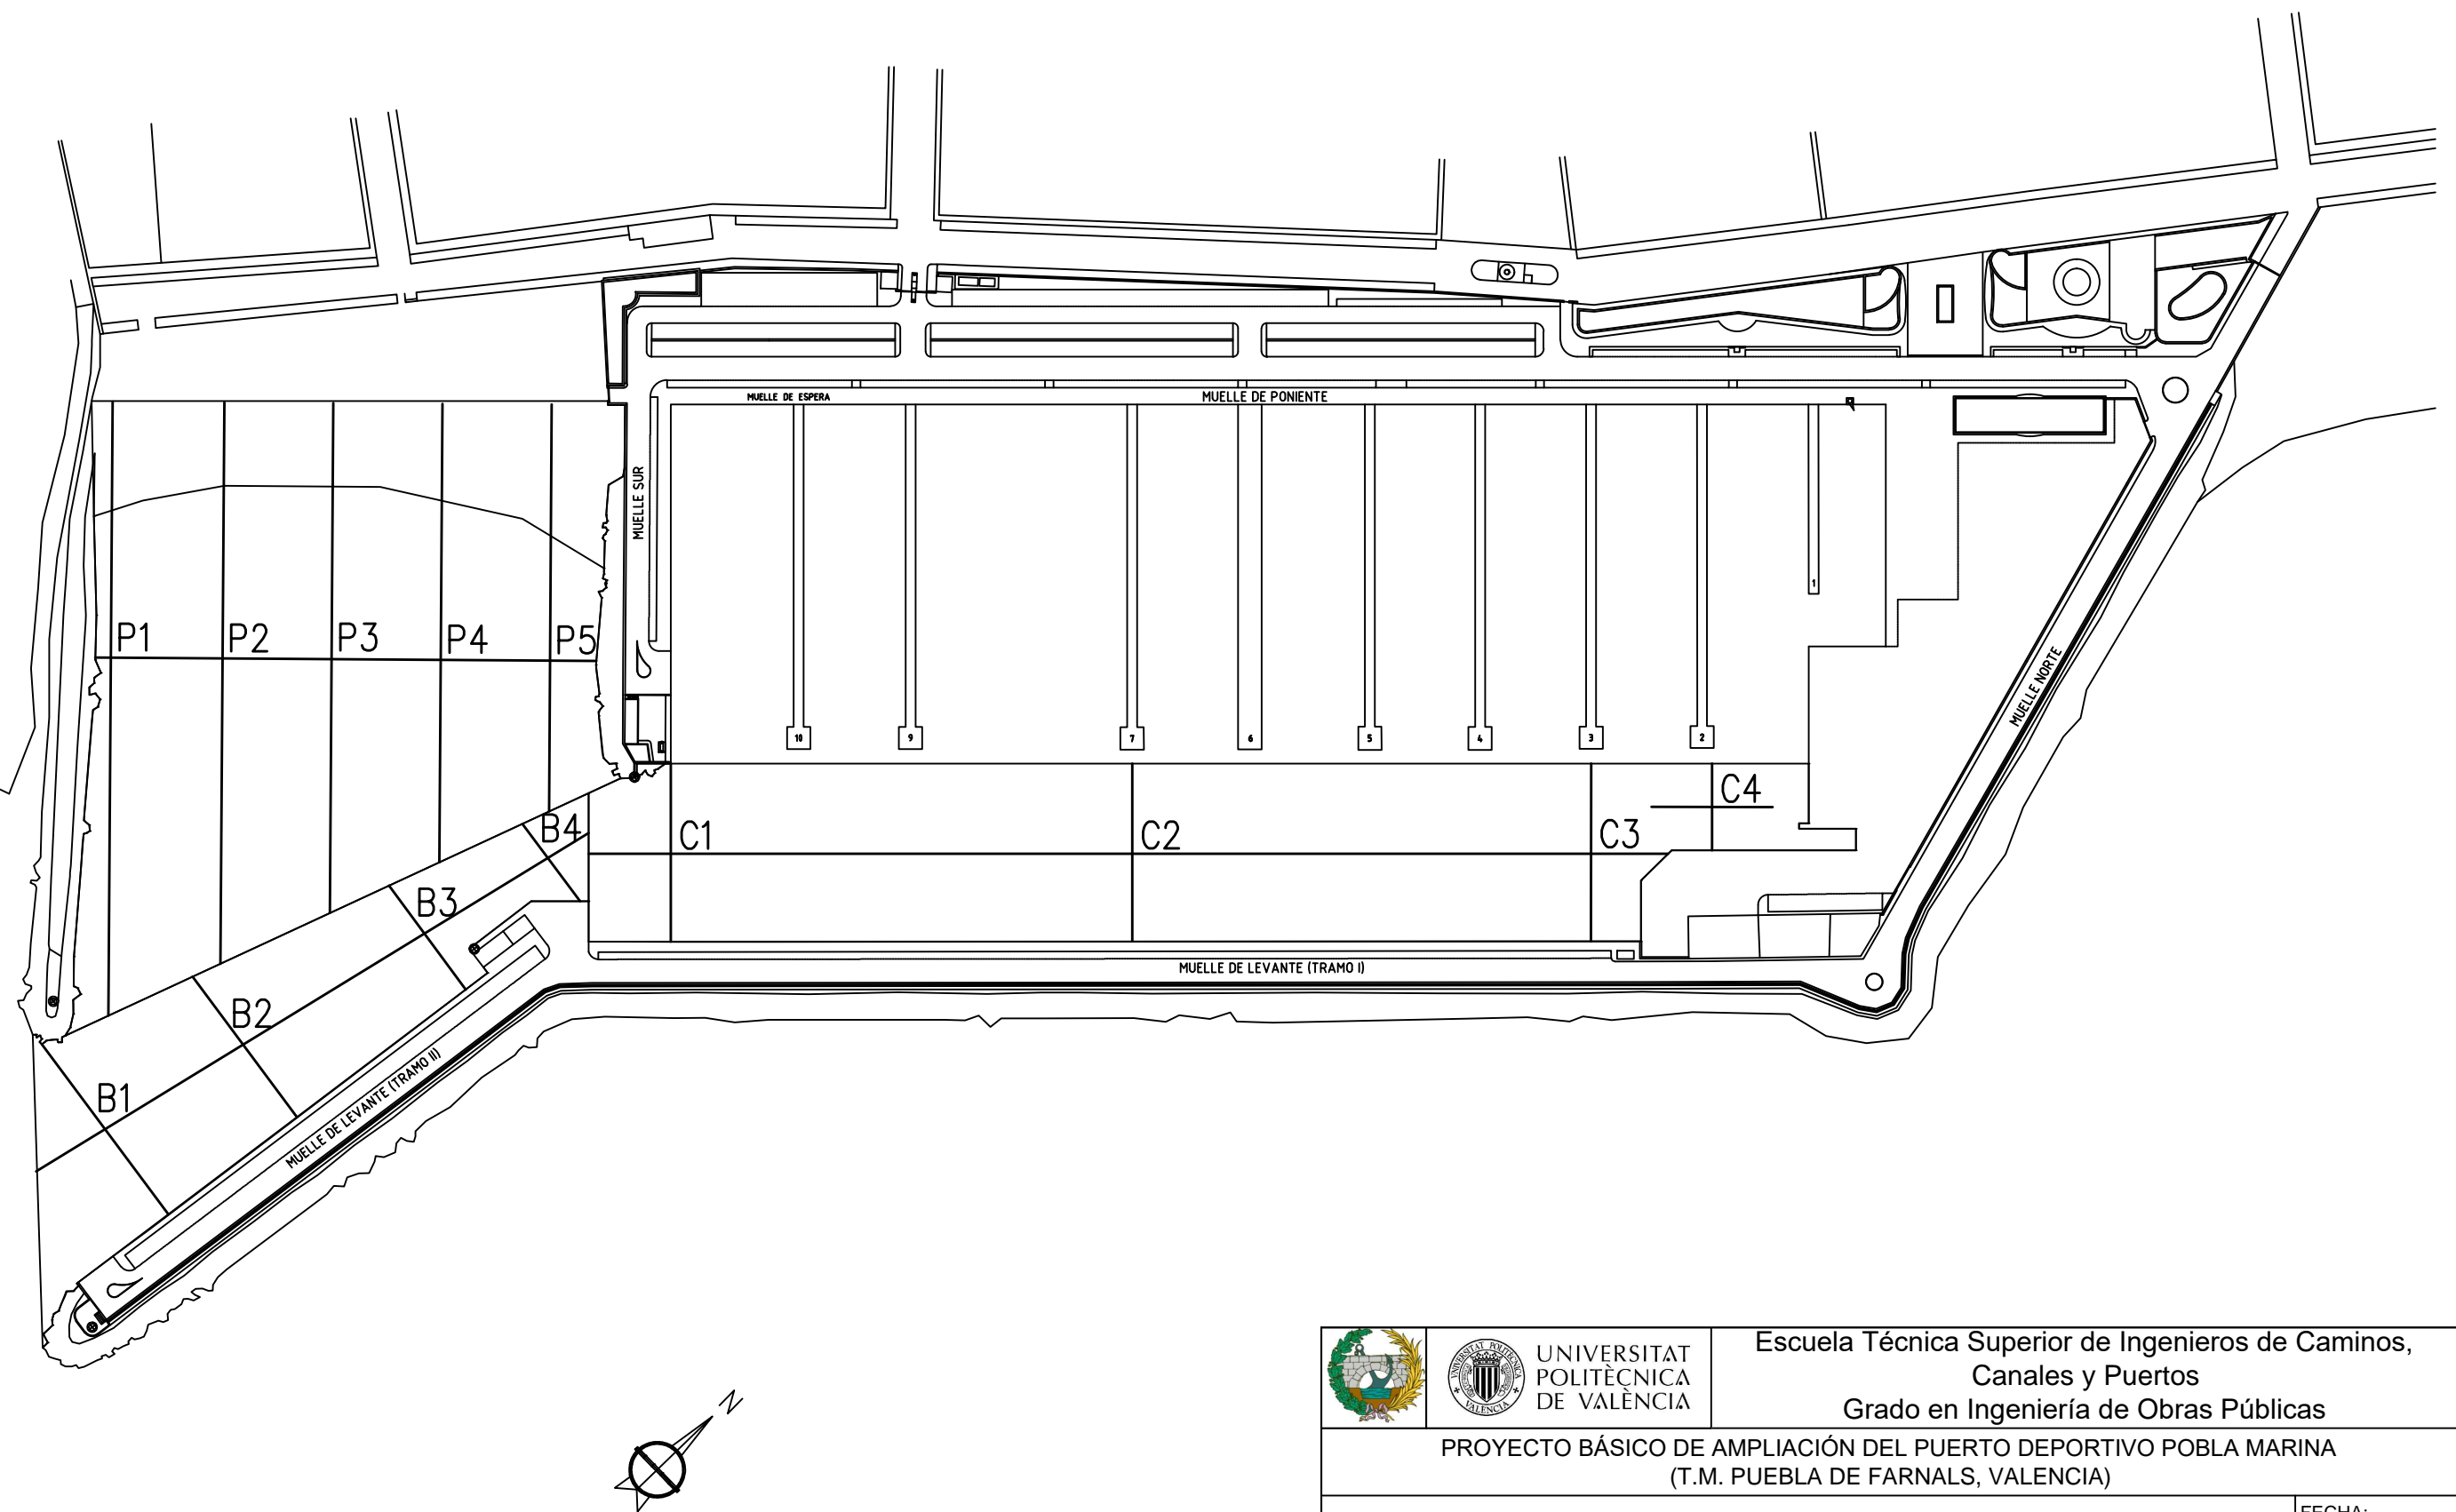 MUELLE DE ESPERA
MUELLE DE PONIENTE
MUELLE SUR
1
P1
P2
P3
P4
P5
MUELLE NORTE
10
9
7
6
5
4
3
2
C4
B4
C1
C2
C3
B3
MUELLE DE LEVANTE (TRAMO I)
B2
MUELLE DE LEVANTE (TRAMO II)
B1
N
UNIVERSITAT
POLITÈCNICA
DE VALÈNCIA
Escuela Técnica Superior de Ingenieros de Caminos,
Canales y Puertos
Grado en Ingeniería de Obras Públicas
PROYECTO BÁSICO DE AMPLIACIÓN DEL PUERTO DEPORTIVO POBLA MARINA
(T.M. PUEBLA DE FARNALS, VALENCIA)
FECHA: